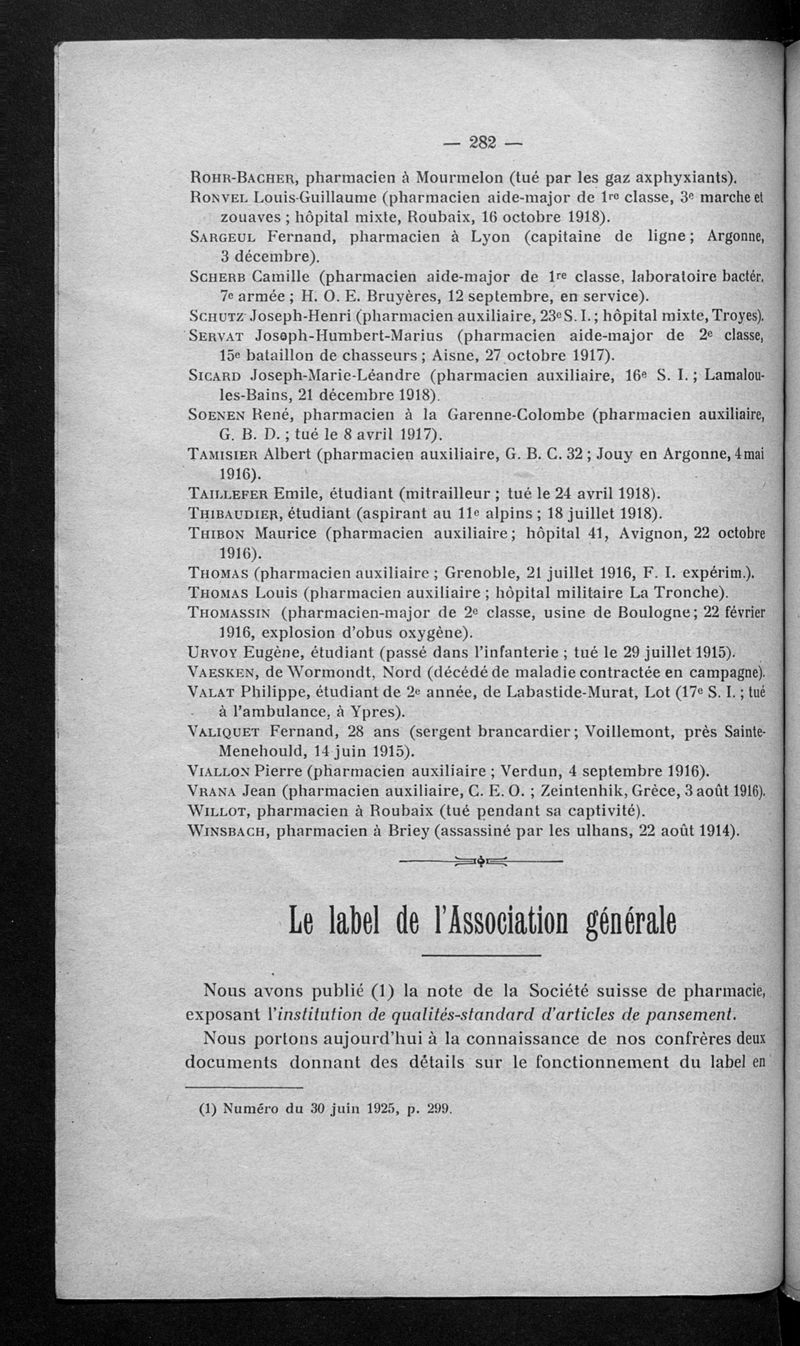 — 282 —
ROHR-BACHER, pharmacien à Mourmelon (tué par les gaz axphyxiants).
RONVEL Louis-Guillaume (pharmacien aide-major de 1re classe, 3e marche et
zouaves ; hôpital mixte, Roubaix, 16 octobre 1918).
SARGEUL Fernand, pharmacien à Lyon (capitaine de ligne ; Argonne,
3 décembre).
SCHERB Camille (pharmacien aide-major de 1re classe, laboratoire bactér.
7e armée ; H. O. E. Bruyères, 12 septembre, en service).
SCHUTZ Joseph-Henri (pharmacien auxiliaire, 23e S. I. ; hôpital mixte, Troyes).
SERVAT Joseph-Humbert-Marius (pharmacien aide-major de 2e classe,
15e bataillon de chasseurs ; Aisne, 27 octobre 1917).
SICARD Joseph-Marie-Léandre (pharmacien auxiliaire, 16e S. I. ; Lamalou-
les-Bains, 21 décembre 1918).
SOENEN René, pharmacien à la Garenne-Colombe (pharmacien auxiliaire,
G. B. D. ; tué le 8 avril 1917).
TAMISIER Albert (pharmacien auxiliaire, G. B. C. 32 ; Jouy en Argonne, 4 mai
1916).
TAILLEFER Emile, étudiant (mitrailleur ; tué le 24 avril 1918).
THIBAUDIER, étudiant (aspirant au 11e alpins ; 18 juillet 1918).
THIBON Maurice (pharmacien auxiliaire ; hôpital 41, Avignon, 22 octobre
1916).
THOMAS (pharmacien auxiliaire ; Grenoble, 21 juillet 1916, F. I. expérim.).
THOMAS Louis (pharmacien auxiliaire ; hôpital militaire La Tronche).
THOMASSIN (pharmacien-major de 2e classe, usine de Boulogne ; 22 février
1916, explosion d'obus oxygène).
URVOY Eugène, étudiant (passé dans l'infanterie ; tué le 29 juillet 1915).
VAESKEN, de Wormondt, Nord (décédé de maladie contractée en campagne).
VALAT Philippe, étudiant de 2e année, de Labastide-Murat, Lot (17e S. I. ; tué
à l'ambulance, à Ypres).
VALIQUET Fernand, 28 ans (sergent brancardier ; Voillemont, près Sainte-
Menehould, 14 juin 1915).
VIALLON Pierre (pharmacien auxiliaire ; Verdun, 4 septembre 1916).
VRANA Jean (pharmacien auxiliaire, C. E. O. ; Zeintenhik, Grèce, 3 août 1916).
WILLOT, pharmacien à Roubaix (tué pendant sa captivité).
WINSBACH, pharmacien à Briey (assassiné par les ulhans, 22 août 1914).
Le label de l'Association générale
Nous avons publié (1) la note de la Société suisse de pharmacie,
exposant l'institution de qualités-standard d'articles de pansement.
Nous portons aujourd'hui à la connaissance de nos confrères deux
documents donnant des détails sur le fonctionnement du label en
(1) Numéro du 30 juin 1925, p. 299.